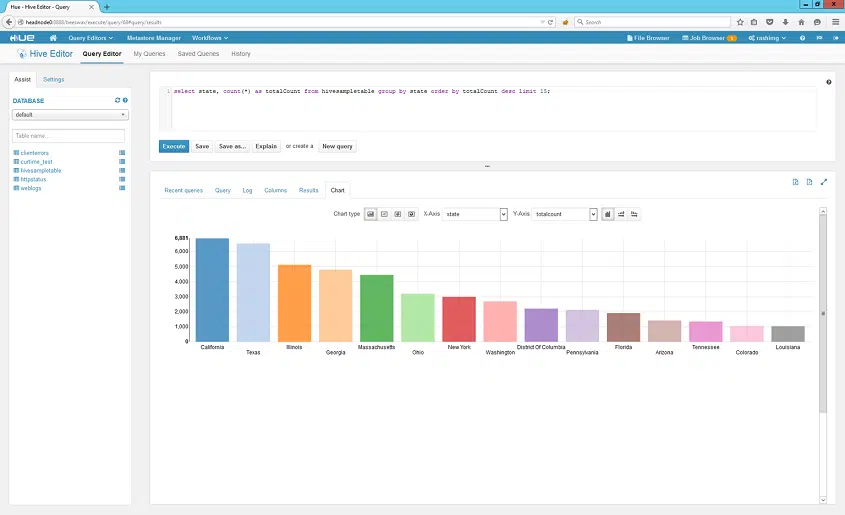 Hue - Hive Editor - Query
headnode0:8888/beeswax/execute/query/69#query/results
Search
HUE Query Editors Metastore Manager Workflows File Browser Job Browser rashimg
Hive Editor Query Editor My Queries Saved Queries History
Assist Settings
DATABASE
default
Table name...
clienterrors
curtime_test
hivesampletable
httpstatus
weblogs
1 select state, count(*) as totalCount from hivesampletable group by state order by totalCount desc limit 15;
Execute Save Save as... Explain or create a New query
Recent queries Query Log Columns Results Chart
Chart type X-Axis state Y-Axis totalcount
6,881
6,000
5,000
4,000
3,000
2,000
1,000
0
California Texas Illinois Georgia Massachusetts Ohio New York Washington District Of Columbia Pennsylvania Florida Arizona Tennessee Colorado Louisiana